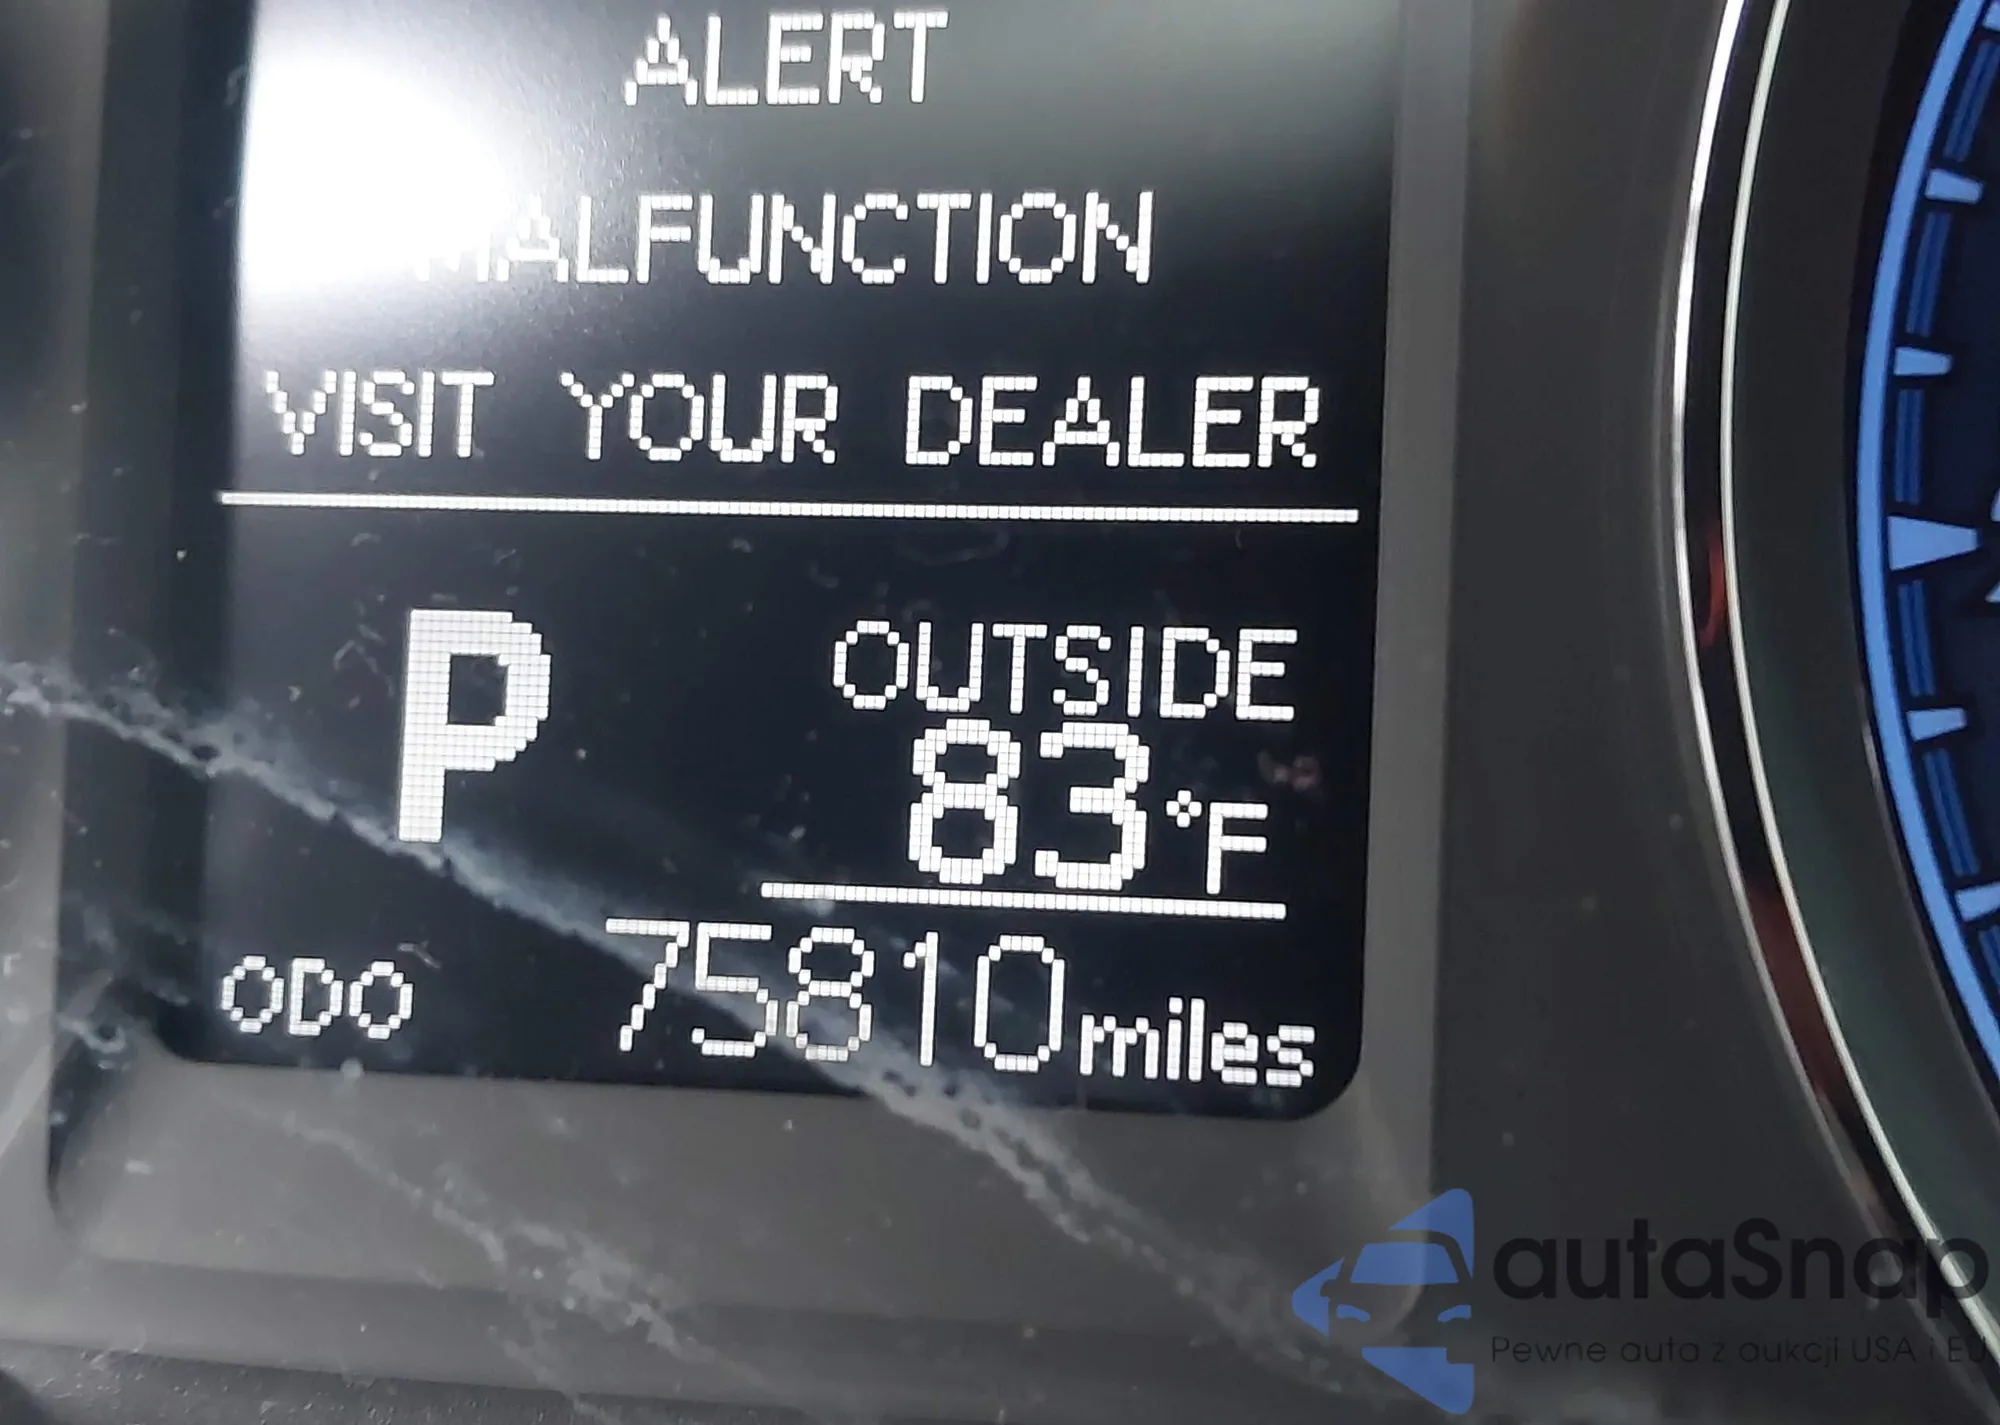 ALERT
MALFUNCTION
VISIT YOUR DEALER
P
OUTSIDE
83°F
ODO 75810 miles
autaSnap
Pewne auta z aukcji USA i EU